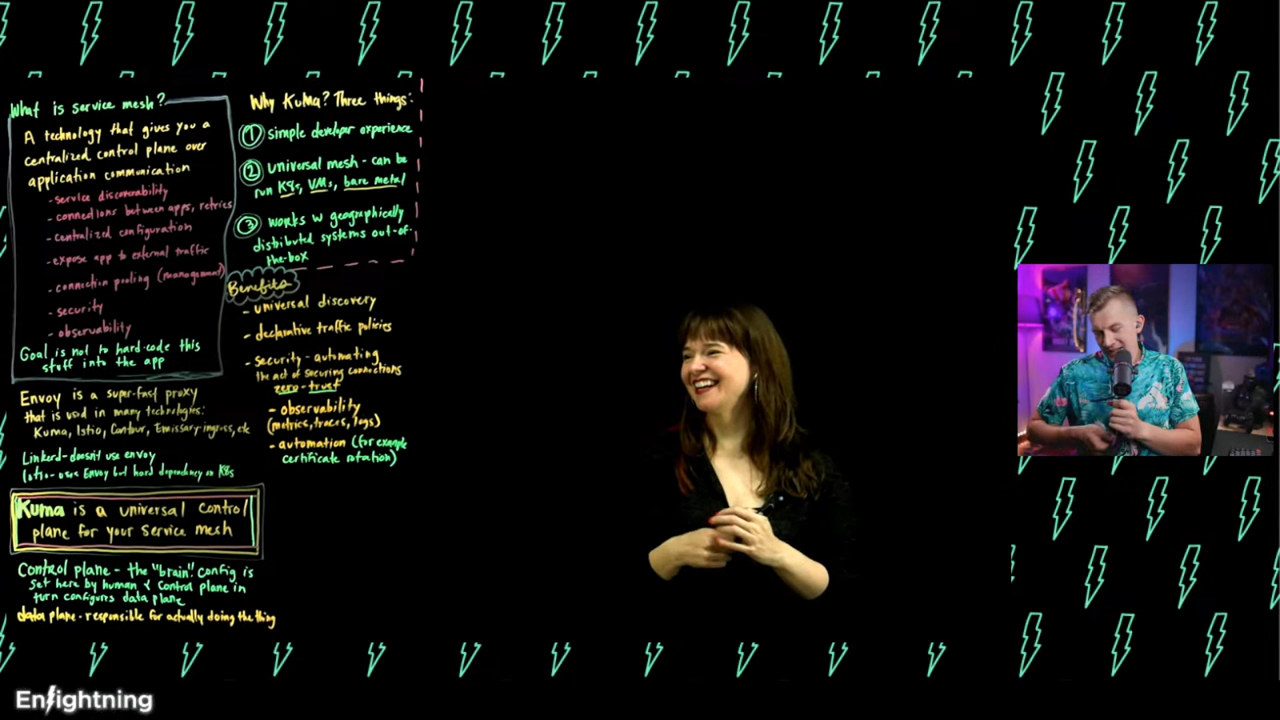 What is service mesh?
A technology that gives you a
centralized control plane over
application communication
- service discoverability
- connections between apps, retries
- centralized configuration
- expose app to external traffic
- connection pooling (management)
- security
- observability
Goal is not to hard-code this
stuff into the app
Envoy is a super-fast proxy
that is used in many technologies:
Kuma, Istio, Contour, Emissary-ingress, etc
Linkerd - doesn't use envoy
Istio - uses Envoy but hard dependency on K8s
Kuma is a universal control
plane for your service mesh
Control plane - the "brain". config is
set here by human & control plane in
turn configures data plane
data plane - responsible for actually doing the thing
Why Kuma? Three things:
1 simple developer experience
2 universal mesh - can be
run K8s, VMs, bare metal
3 works w geographically
distributed systems out-of-
the-box
Benefits
- universal discovery
- declarative traffic policies
- security - automating
the act of securing connections
zero-trust
- observability
(metrics, traces, logs)
- automation (for example
certificate rotation)
Enlightning